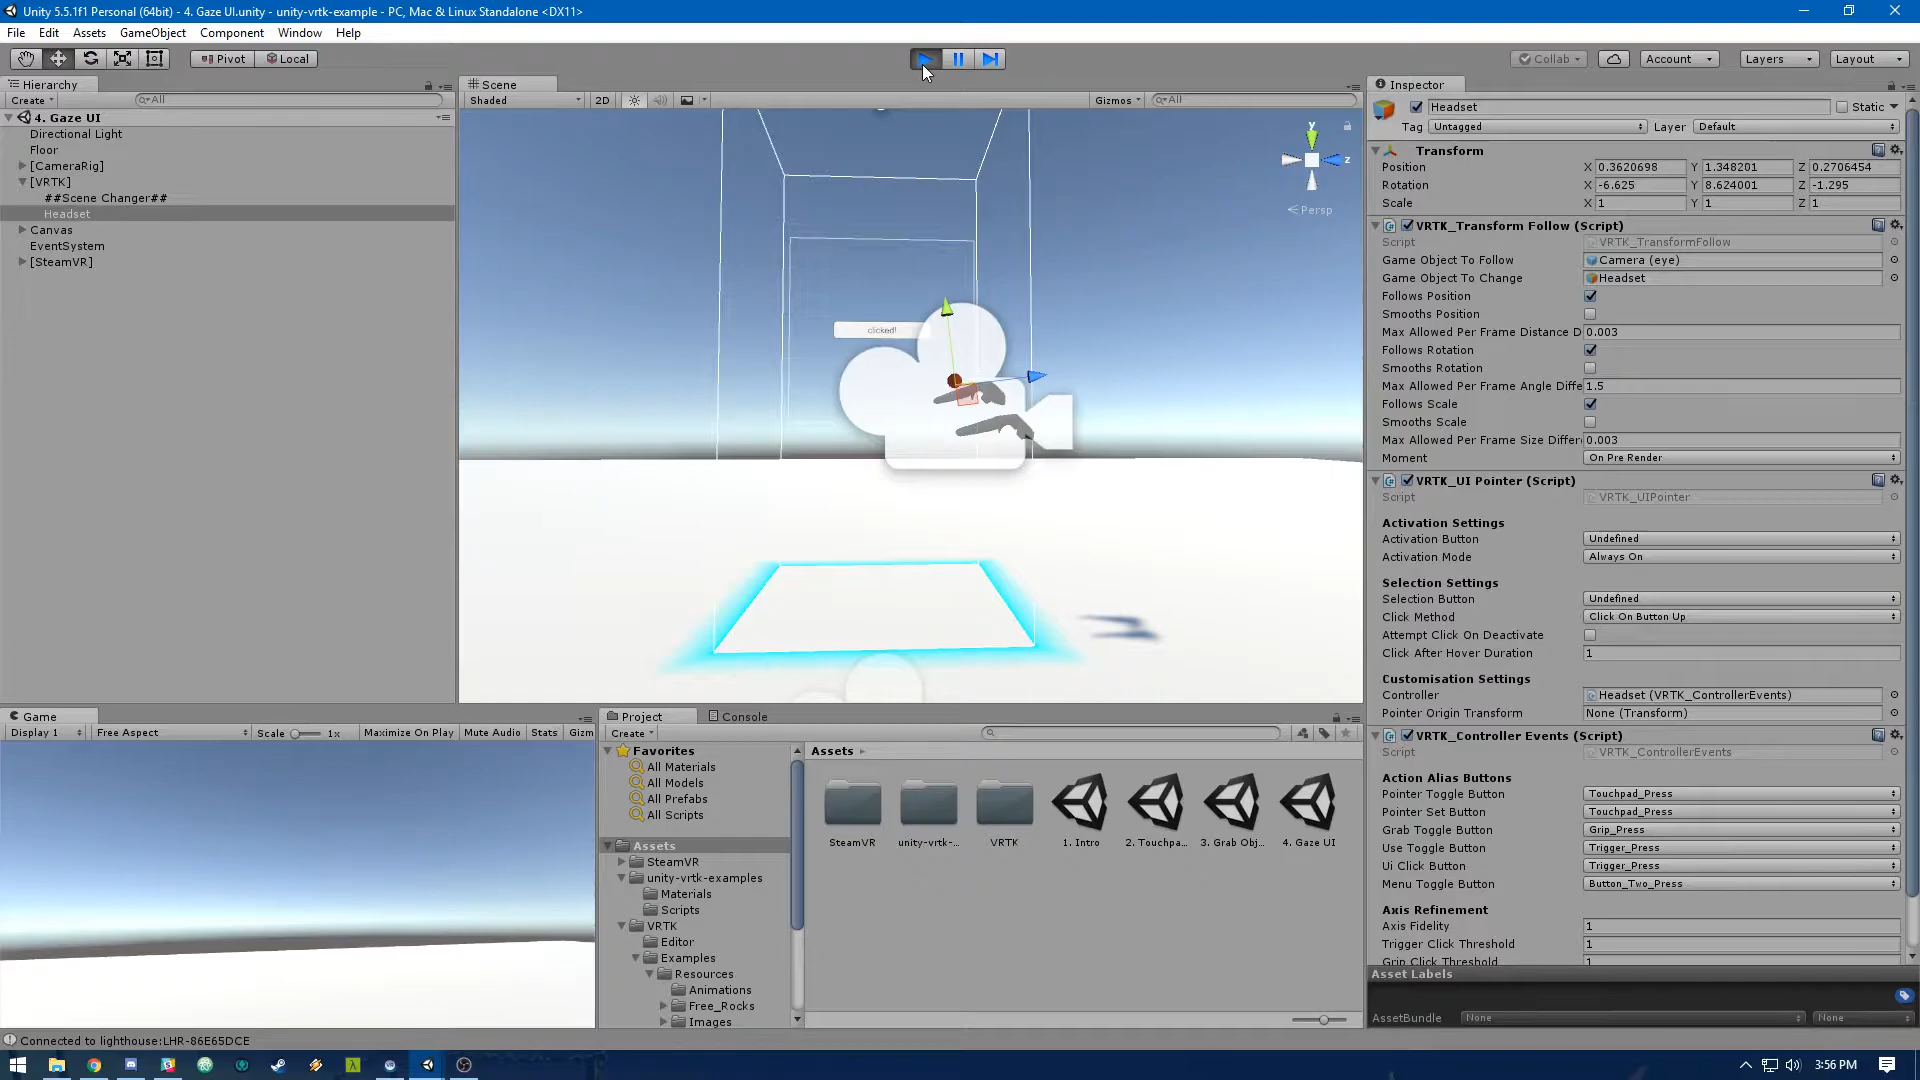 Unity 5.5.1f1 Personal (64bit) - 4. Gaze UI.unity - unity-vrtk-example - PC, Mac & Linux Standalone <DX11>
File Edit Assets GameObject Component Window Help
Pivot Local Collab Account Layers Layout
Hierarchy
Create All
4. Gaze UI
Directional Light
Floor
[CameraRig]
[VRTK]
##Scene Changer##
Headset
Canvas
EventSystem
[SteamVR]
Scene
Shaded 2D Gizmos All
y
z
Persp
clicked!
Inspector
Headset Static
Tag Untagged Layer Default
Transform
Position X 0.3620698 Y 1.348201 Z 0.2706454
Rotation X -6.625 Y 8.624001 Z -1.295
Scale X 1 Y 1 Z 1
VRTK_Transform Follow (Script)
Script VRTK_TransformFollow
Game Object To Follow Camera (eye)
Game Object To Change Headset
Follows Position
Smooths Position
Max Allowed Per Frame Distance D 0.003
Follows Rotation
Smooths Rotation
Max Allowed Per Frame Angle Diffe 1.5
Follows Scale
Smooths Scale
Max Allowed Per Frame Size Differ 0.003
Moment On Pre Render
VRTK_UI Pointer (Script)
Script VRTK_UIPointer
Activation Settings
Activation Button Undefined
Activation Mode Always On
Selection Settings
Selection Button Undefined
Click Method Click On Button Up
Attempt Click On Deactivate
Click After Hover Duration 1
Customisation Settings
Controller Headset (VRTK_ControllerEvents)
Pointer Origin Transform None (Transform)
VRTK_Controller Events (Script)
Script VRTK_ControllerEvents
Action Alias Buttons
Pointer Toggle Button Touchpad_Press
Pointer Set Button Touchpad_Press
Grab Toggle Button Grip_Press
Use Toggle Button Trigger_Press
Ui Click Button Trigger_Press
Menu Toggle Button Button_Two_Press
Axis Refinement
Axis Fidelity 1
Trigger Click Threshold 1
Grip Click Threshold 1
Asset Labels
AssetBundle None None
Game
Display 1 Free Aspect Scale 1x Maximize On Play Mute Audio Stats Gizm
Project Console
Create
Favorites
All Materials
All Models
All Prefabs
All Scripts
Assets
SteamVR
unity-vrtk-examples
Materials
Scripts
VRTK
Editor
Examples
Resources
Animations
Free_Rocks
Images
Assets
SteamVR unity-vrtk-... VRTK 1. Intro 2. Touchpa... 3. Grab Obj... 4. Gaze UI
Connected to lighthouse:LHR-86E65DCE
3:56 PM